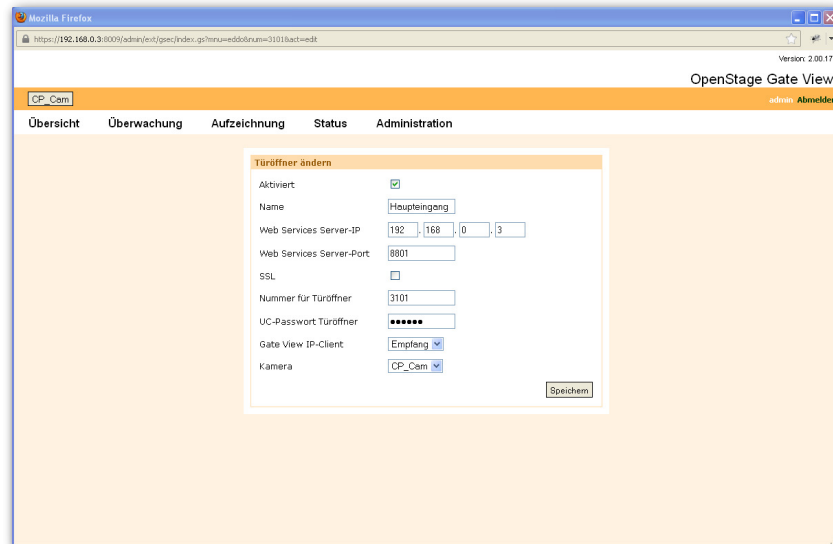 Mozilla Firefox
https://192.168.0.3:8009/admin/ext/gsec/index.gs?mnu=eddo&num=3101&act=edit
Version: 2.00.17
OpenStage Gate View
CP_Cam
admin Abmelden
Übersicht Überwachung Aufzeichnung Status Administration
Türöffner ändern
Aktiviert
Name Haupteingang
Web Services Server-IP 192 . 168 . 0 . 3
Web Services Server-Port 8801
SSL
Nummer für Türöffner 3101
UC-Passwort Türöffner ●●●●●●
Gate View IP-Client Empfang
Kamera CP_Cam
Speichern